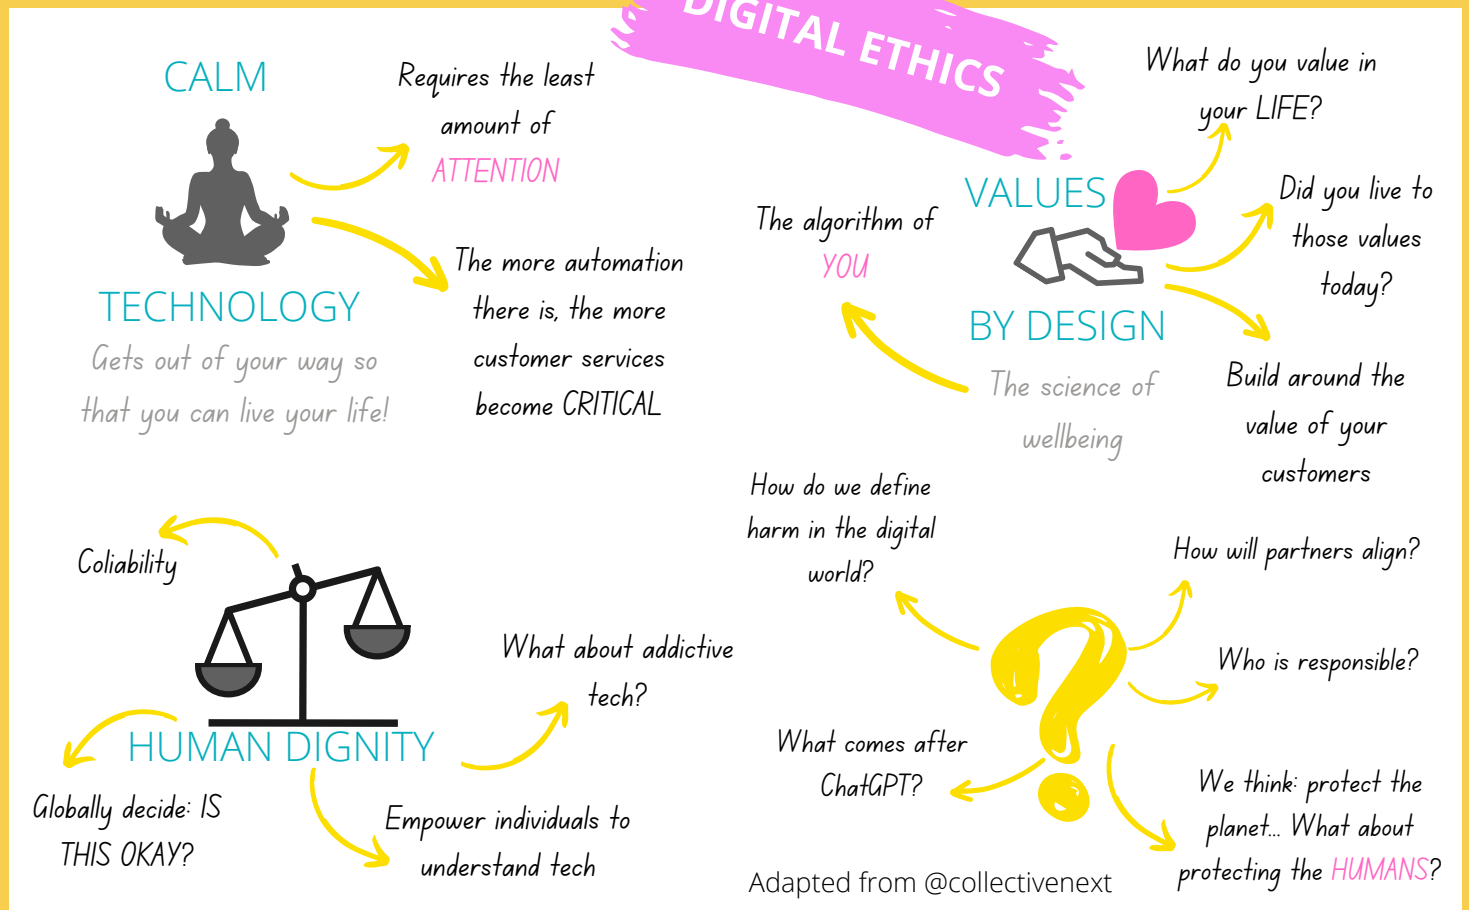 DIGITAL ETHICS
CALM
TECHNOLOGY
Gets out of your way so
that you can live your life!
Requires the least
amount of
ATTENTION
The more automation
there is, the more
customer services
become CRITICAL
VALUES
BY DESIGN
The science of
wellbeing
The algorithm of
YOU
What do you value in
your LIFE?
Did you live to
those values
today?
Build around the
value of your
customers
HUMAN DIGNITY
Coliability
Globally decide: IS
THIS OKAY?
Empower individuals to
understand tech
What about addictive
tech?
How do we define
harm in the digital
world?
How will partners align?
Who is responsible?
What comes after
ChatGPT?
We think: protect the
planet... What about
protecting the HUMANS?
Adapted from @collectivenext